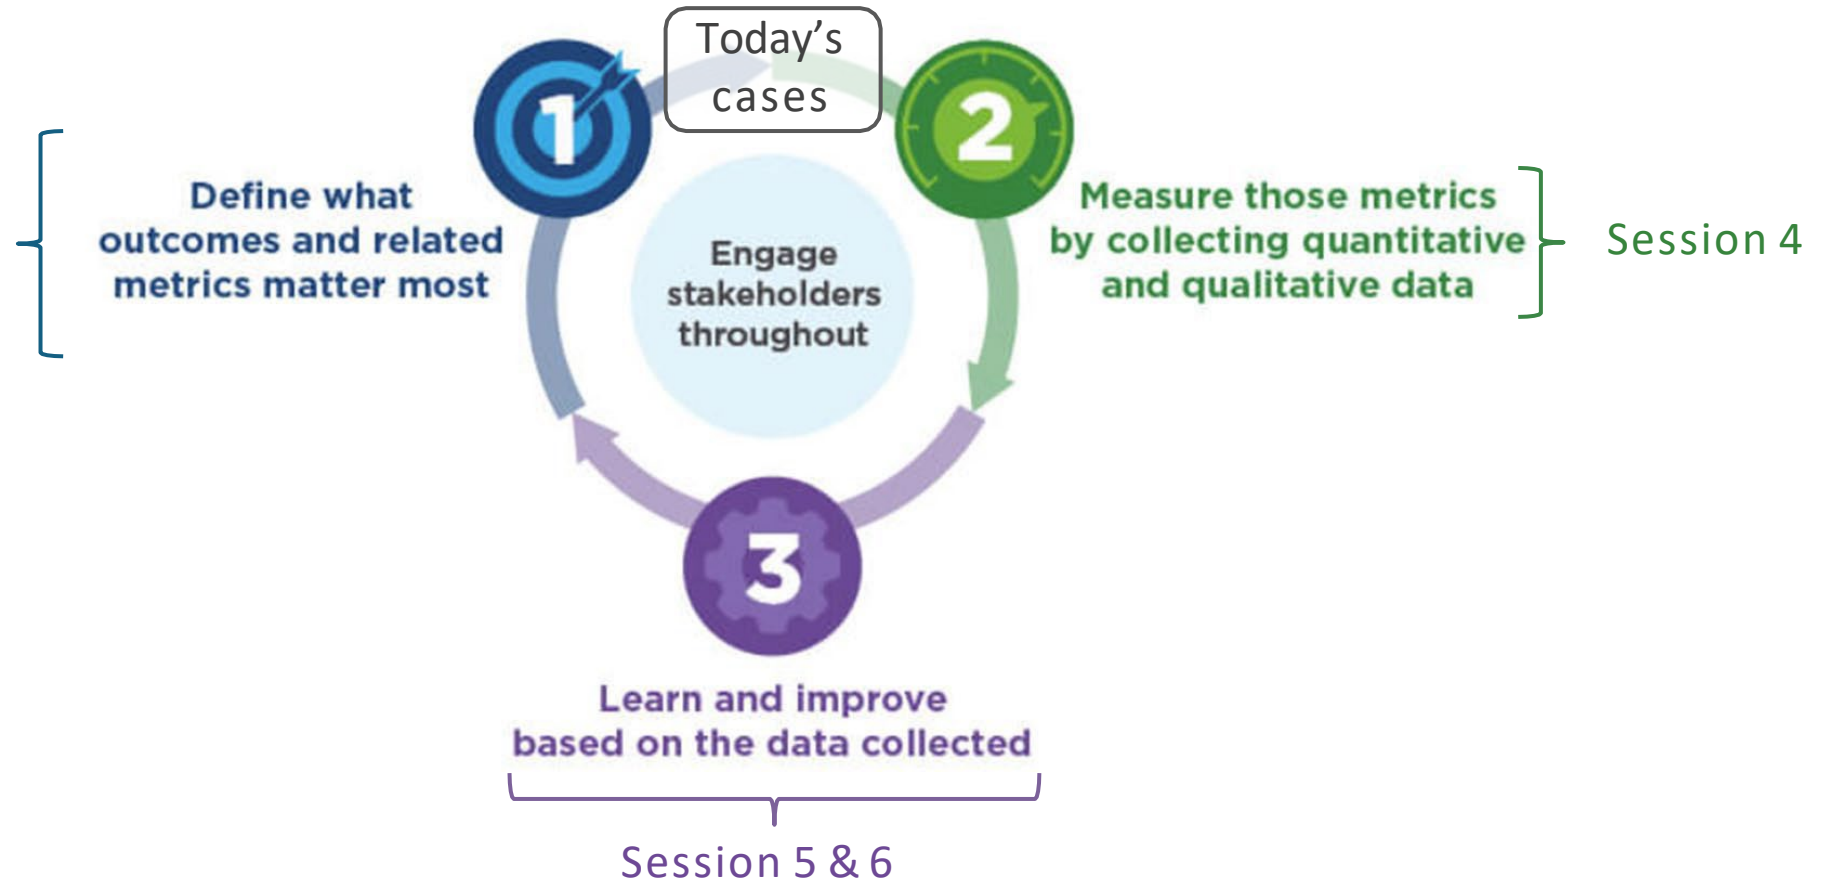 Today’s
cases
1
2
Define what
outcomes and related
metrics matter most
Engage
stakeholders
throughout
Measure those metrics
by collecting quantitative
and qualitative data
Session 4
3
Learn and improve
based on the data collected
Session 5 & 6